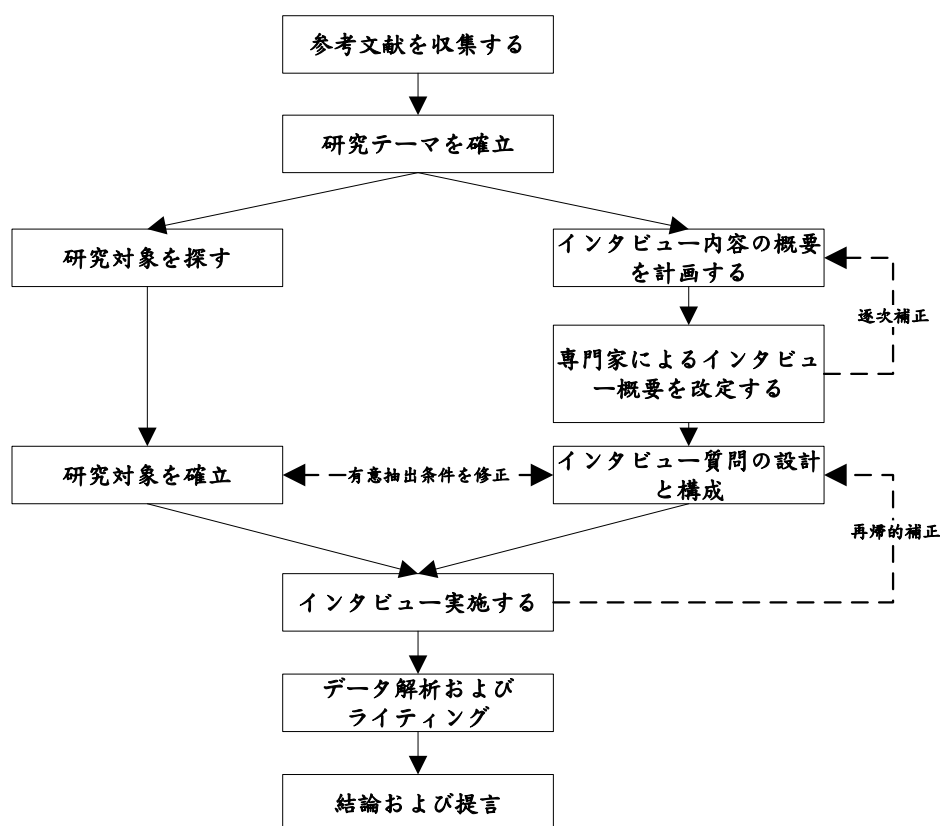 参考文献を収集する
研究テーマを確立
研究対象を探す
インタビュー内容の概要
を計画する
逐次補正
専門家によるインタビュ
ー概要を改定する
研究対象を確立
有意抽出条件を修正
インタビュー質問の設計
と構成
再帰的補正
インタビュー実施する
データ解析および
ライティング
結論および提言